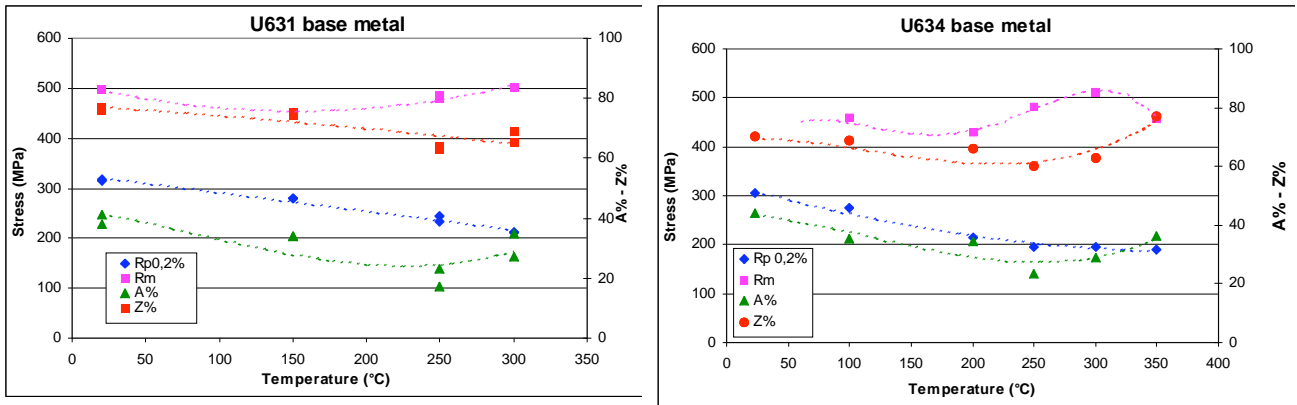 U631 base metal
600
500
400
300
200
100
0
Stress (MPa)
100
80
60
40
20
0
A% - Z%
Rp0,2%
Rm
A%
Z%
0 50 100 150 200 250 300 350
Temperature (°C)
U634 base metal
600
500
400
300
200
100
0
Stress (MPa)
100
80
60
40
20
0
A% - Z%
Rp 0,2%
Rm
A%
Z%
0 50 100 150 200 250 300 350 400
Temperature (°C)